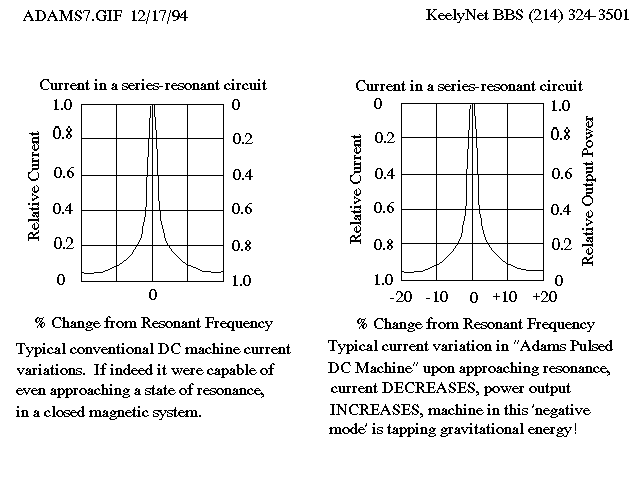 ADAMS7.GIF 12/17/94
KeelyNet BBS (214) 324-3501
Current in a series-resonant circuit
1.0
0.8
0.6
0.4
0.2
0
Relative Current
0
0.2
0.4
0.6
0.8
1.0
0
% Change from Resonant Frequency
Typical conventional DC machine current
variations. If indeed it were capable of
even approaching a state of resonance,
in a closed magnetic system.
Current in a series-resonant circuit
0
0.2
0.4
0.6
0.8
1.0
Relative Current
1.0
0.8
0.6
0.4
0.2
0
Relative Output Power
-20 -10 0 +10 +20
% Change from Resonant Frequency
Typical current variation in "Adams Pulsed
DC Machine" upon approaching resonance,
current DECREASES, power output
INCREASES, machine in this 'negative
mode' is tapping gravitational energy!